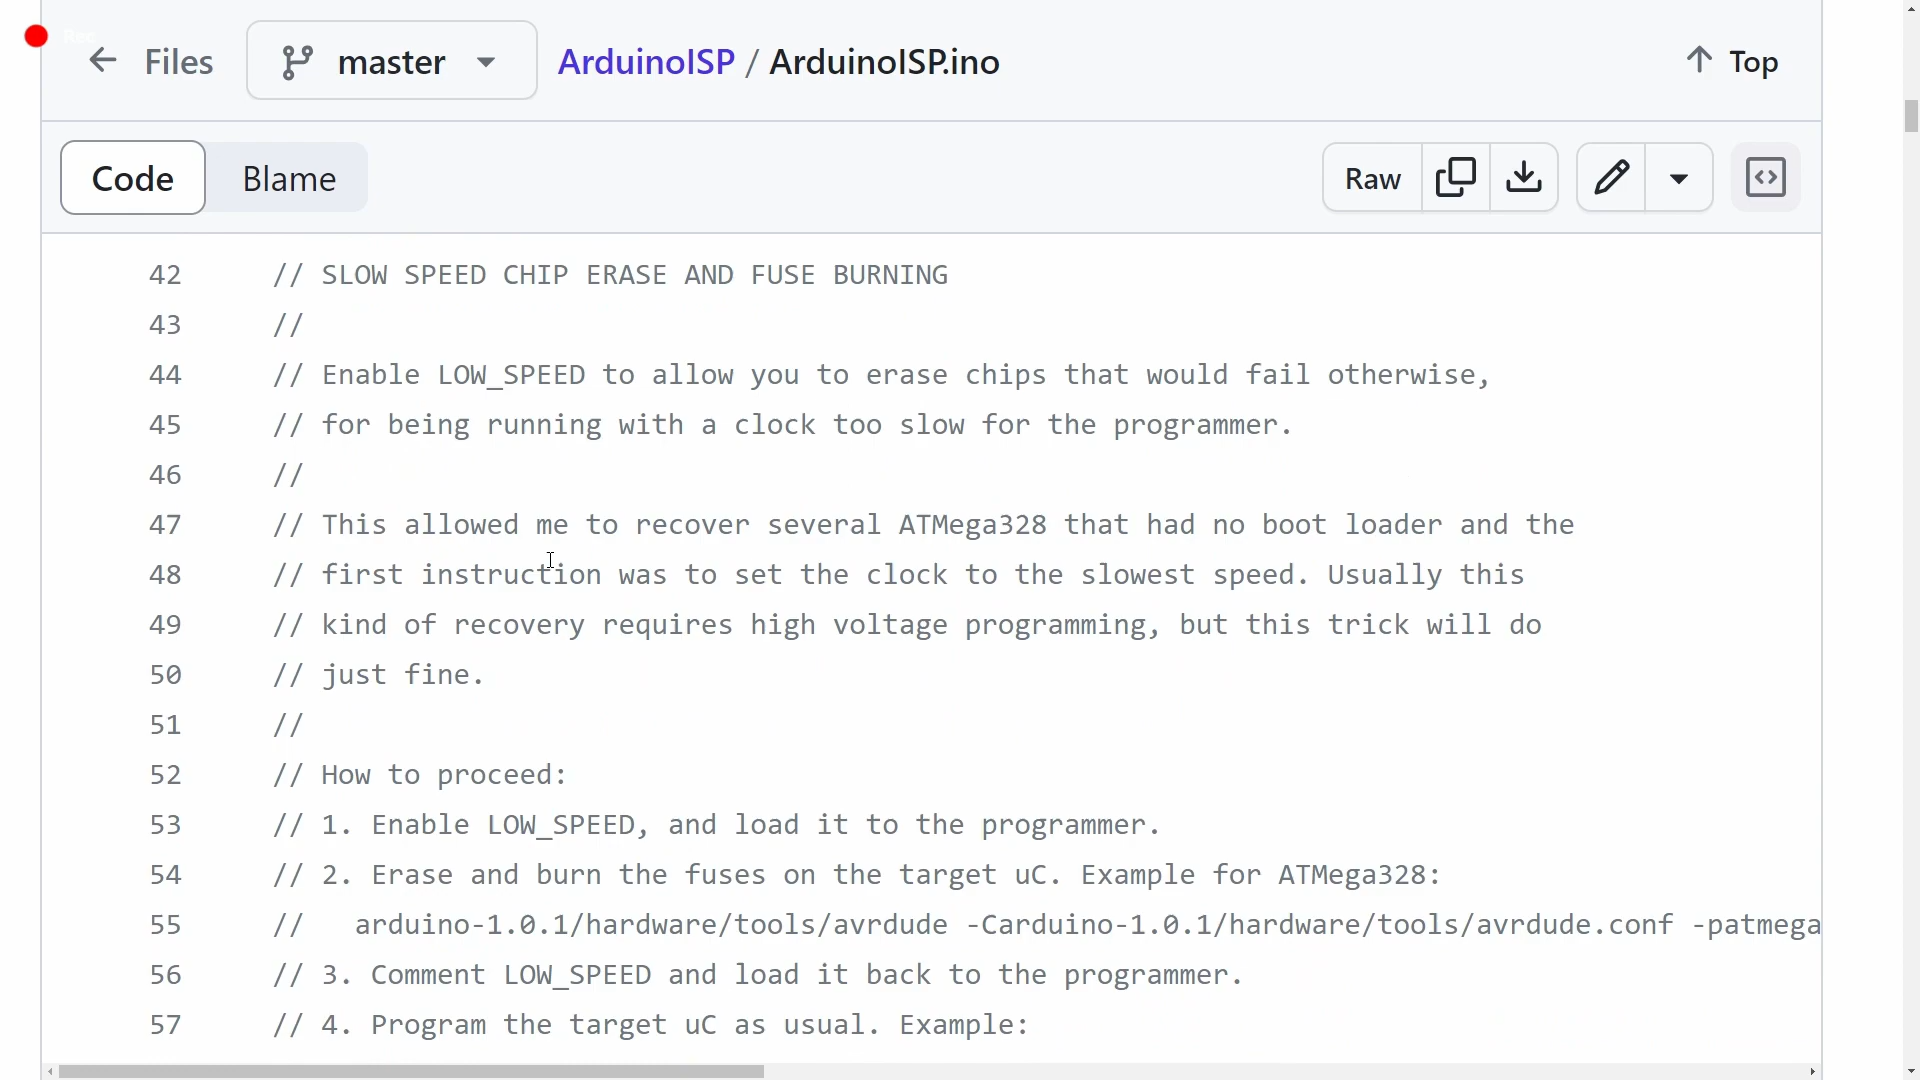 Rec
Files
master
ArduinoISP / ArduinoISP.ino
Top
Code
Blame
Raw
42 // SLOW SPEED CHIP ERASE AND FUSE BURNING
43 //
44 // Enable LOW_SPEED to allow you to erase chips that would fail otherwise,
45 // for being running with a clock too slow for the programmer.
46 //
47 // This allowed me to recover several ATMega328 that had no boot loader and the
48 // first instruction was to set the clock to the slowest speed. Usually this
49 // kind of recovery requires high voltage programming, but this trick will do
50 // just fine.
51 //
52 // How to proceed:
53 // 1. Enable LOW_SPEED, and load it to the programmer.
54 // 2. Erase and burn the fuses on the target uC. Example for ATMega328:
55 //   arduino-1.0.1/hardware/tools/avrdude -Carduino-1.0.1/hardware/tools/avrdude.conf -patmega
56 // 3. Comment LOW_SPEED and load it back to the programmer.
57 // 4. Program the target uC as usual. Example: